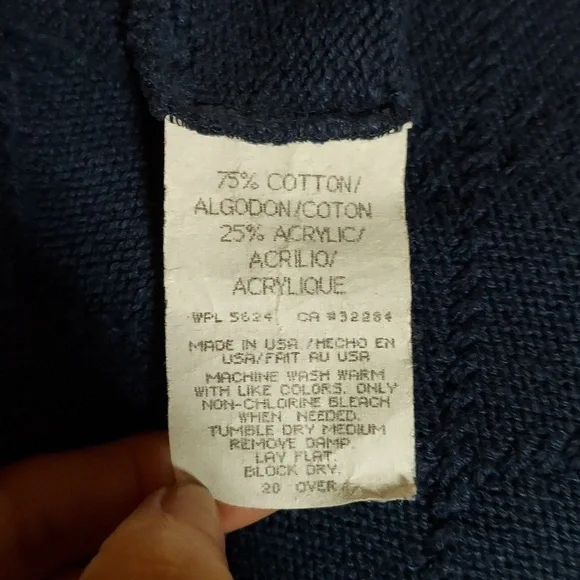 75% COTTON/
ALGODON/COTON
25% ACRYLIC/
ACRILIO/
ACRYLIQUE
WPL 5624 CA #32284
MADE IN USA /HECHO EN
USA/FAIT AU USA
MACHINE WASH WARM
WITH LIKE COLORS. ONLY
NON-CHLORINE BLEACH
WHEN NEEDED.
TUMBLE DRY MEDIUM
REMOVE DAMP.
LAY FLAT.
BLOCK DRY.
20 OVER